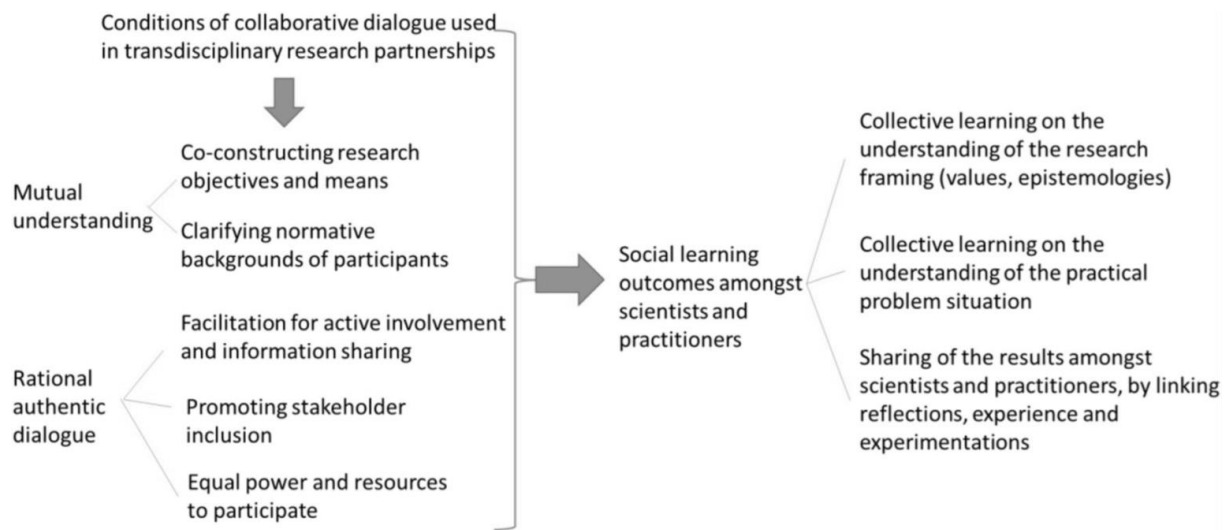 Conditions of collaborative dialogue used
in transdisciplinary research partnerships
Mutual
understanding
Co-constructing research
objectives and means
Clarifying normative
backgrounds of participants
Rational
authentic
dialogue
Facilitation for active involvement
and information sharing
Promoting stakeholder
inclusion
Equal power and resources
to participate
Social learning
outcomes amongst
scientists and
practitioners
Collective learning on the
understanding of the research
framing (values, epistemologies)
Collective learning on the
understanding of the practical
problem situation
Sharing of the results amongst
scientists and practitioners, by linking
reflections, experience and
experimentations